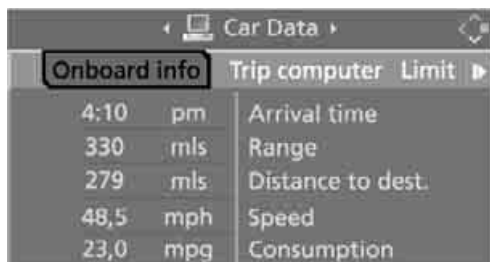 Car Data
Onboard info Trip computer Limit
4:10 pm Arrival time
330 mls Range
279 mls Distance to dest.
48,5 mph Speed
23,0 mpg Consumption